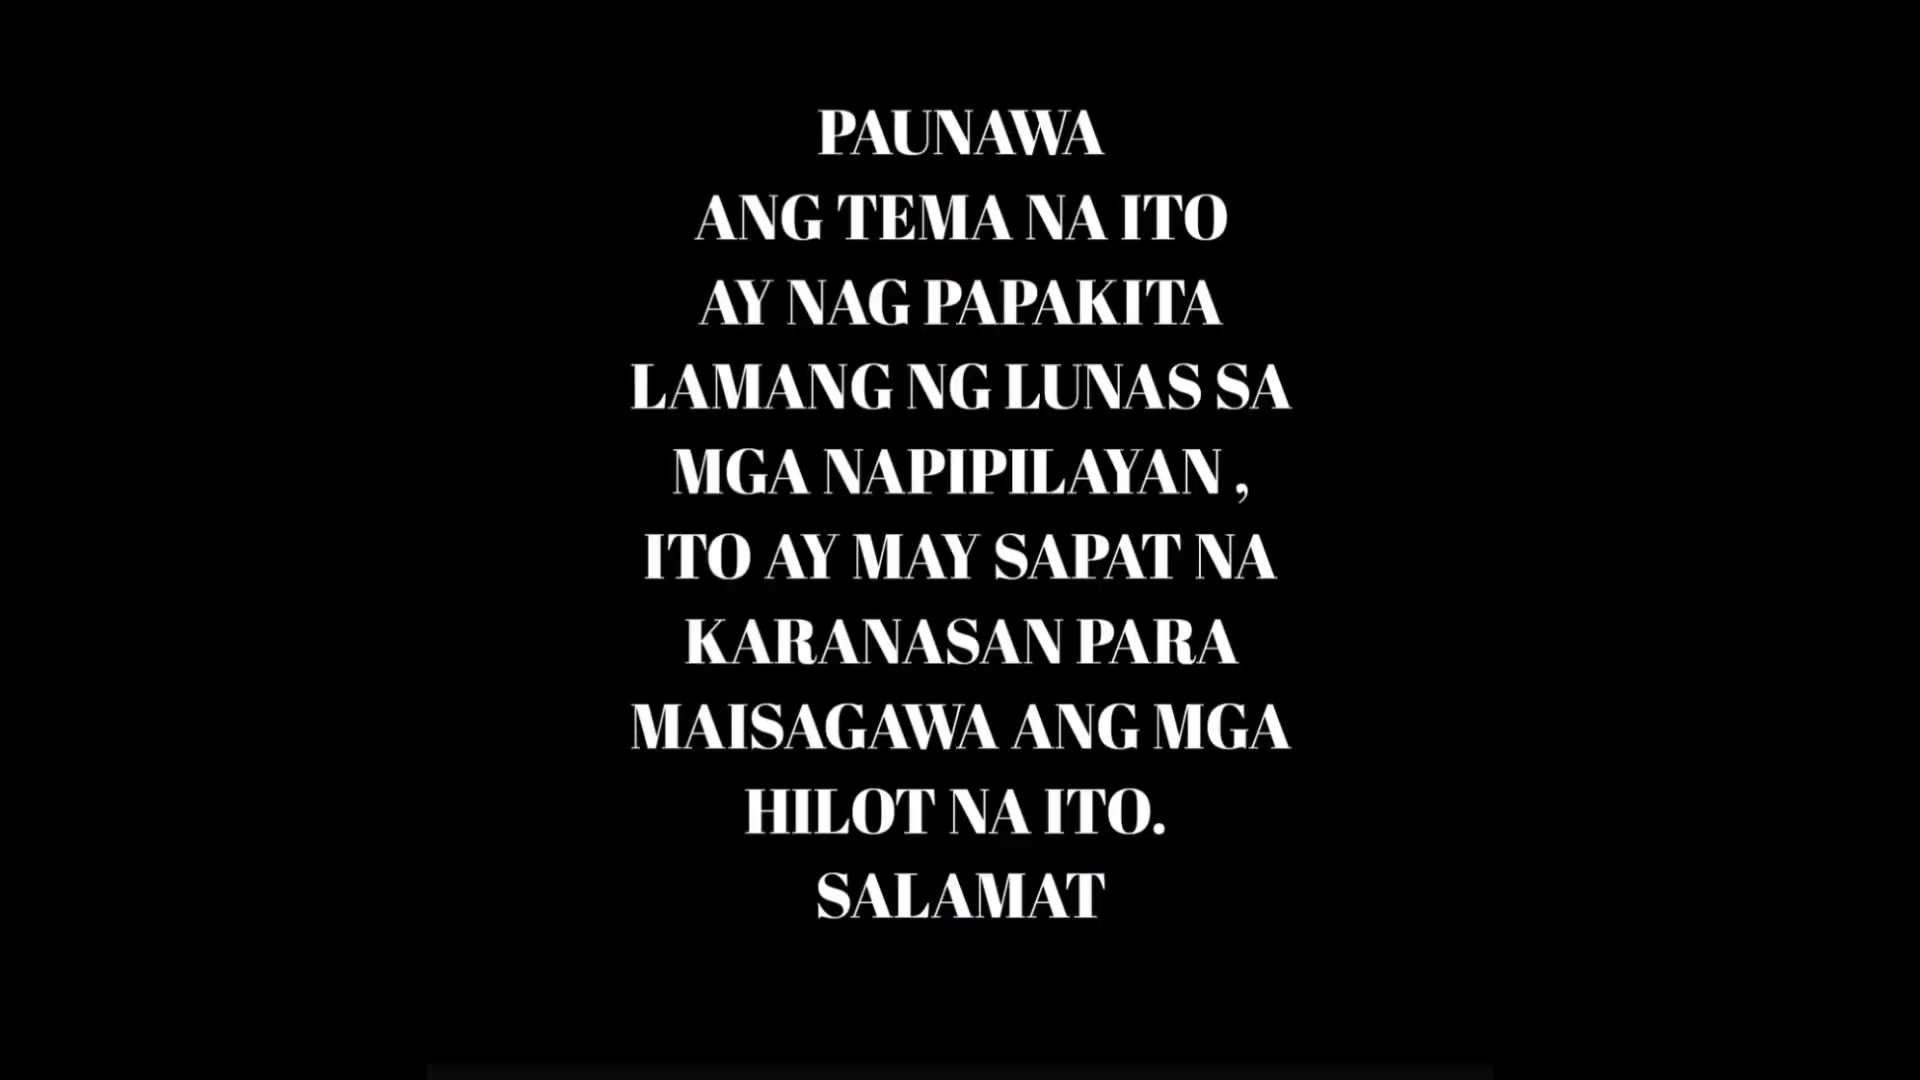 PAUNAWA
ANG TEMA NA ITO
AY NAG PAPAKITA
LAMANG NG LUNAS SA
MGA NAPIPILAYAN ,
ITO AY MAY SAPAT NA
KARANASAN PARA
MAISAGAWA ANG MGA
HILOT NA ITO.
SALAMAT